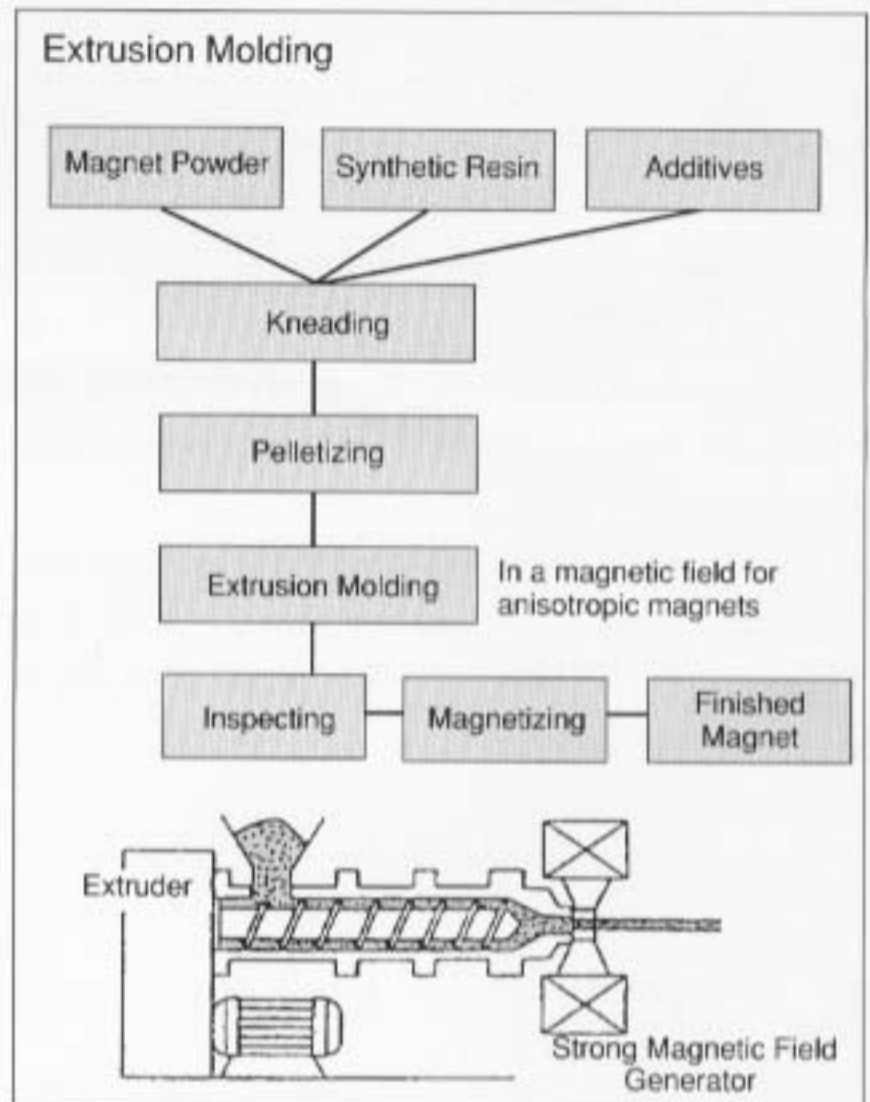 Extrusion Molding
Magnet Powder
Synthetic Resin
Additives
Kneading
Pelletizing
Extrusion Molding
In a magnetic field for
anisotropic magnets
Inspecting
Magnetizing
Finished
Magnet
Extruder
Strong Magnetic Field
Generator